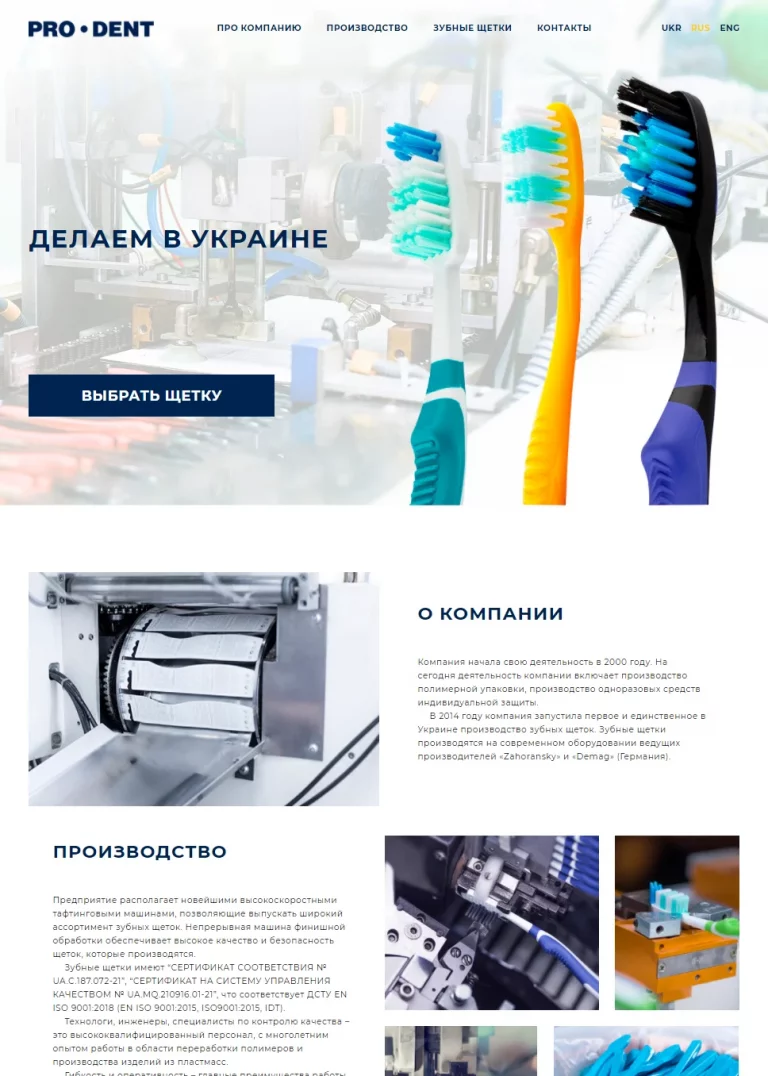 PRO • DENT
ПРО КОМПАНИЮ ПРОИЗВОДСТВО ЗУБНЫЕ ЩЕТКИ КОНТАКТЫ UKR RUS ENG
ДЕЛАЕМ В УКРАИНЕ
ВЫБРАТЬ ЩЕТКУ
О КОМПАНИИ
Компания начала свою деятельность в 2000 году. На
сегодня деятельность компании включает производство
полимерной упаковки, производство одноразовых средств
индивидуальной защиты.
В 2014 году компания запустила первое и единственное в
Украине производство зубных щеток. Зубные щетки
производятся на современном оборудовании ведущих
производителей «Zahoransky» и «Demag» (Германия).
ПРОИЗВОДСТВО
Предприятие располагает новейшими высокоскоростными
тафтинговыми машинами, позволяющие выпускать широкий
ассортимент зубных щеток. Непрерывная машина финишной
обработки обеспечивает высокое качество и безопасность
щеток, которые производятся.
Зубные щетки имеют "СЕРТИФИКАТ СООТВЕТСТВИЯ №
UA.C.187.072-21", "СЕРТИФИКАТ НА СИСТЕМУ УПРАВЛЕНИЯ
КАЧЕСТВОМ № UA.MQ.210916.01-21", что соответствует ДСТУ EN
ISO 9001:2018 (EN ISO 9001:2015, ISO9001:2015, IDT).
Технологи, инженеры, специалисты по контролю качества –
это высококвалифицированный персонал, с многолетним
опытом работы в области переработки полимеров и
производства изделий из пластмасс.
Гибкость и оперативность – главные преимущества работы